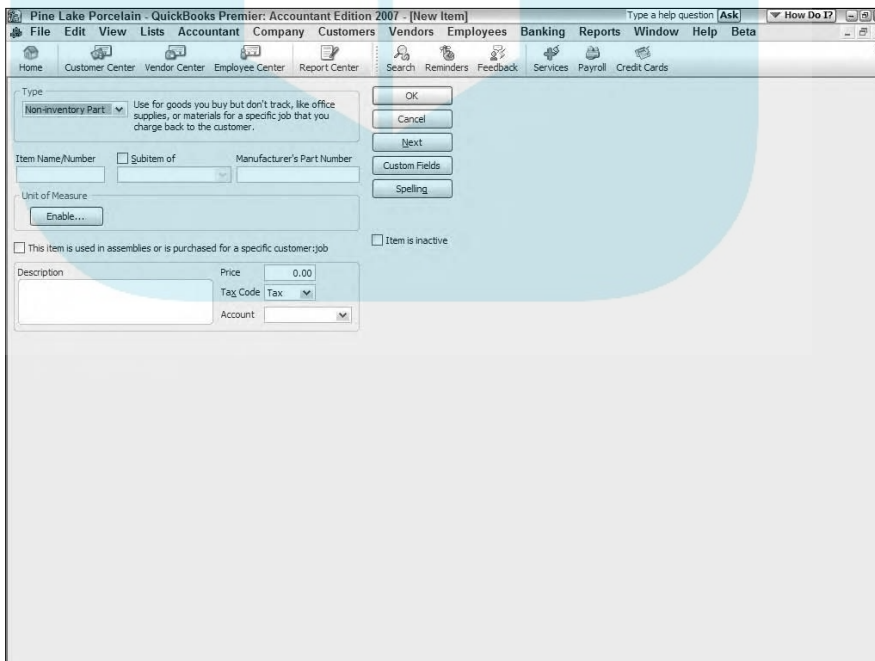 Pine Lake Porcelain - QuickBooks Premier: Accountant Edition 2007 - [New Item]
Type a help question Ask
How Do I?
File Edit View Lists Accountant Company Customers Vendors Employees Banking Reports Window Help Beta
Home Customer Center Vendor Center Employee Center Report Center Search Reminders Feedback Services Payroll Credit Cards
Type
Non-inventory Part
Use for goods you buy but don't track, like office
supplies, or materials for a specific job that you
charge back to the customer.
OK
Cancel
Next
Custom Fields
Spelling
Item Name/Number Subitem of Manufacturer's Part Number
Unit of Measure
Enable...
This item is used in assemblies or is purchased for a specific customer:job
Item is inactive
Description
Price 0.00
Tax Code Tax
Account